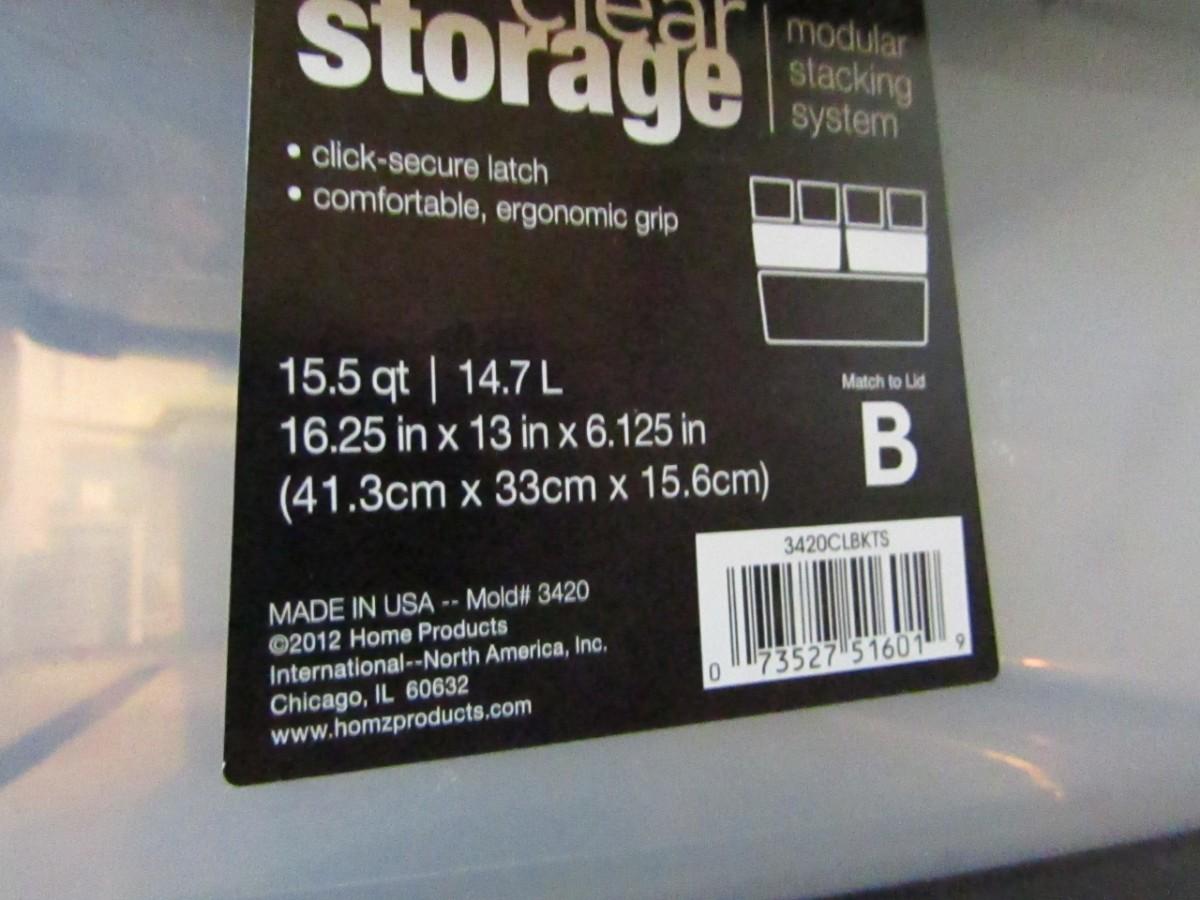 clear
storage
modular
stacking
system
• click-secure latch
• comfortable, ergonomic grip
15.5 qt | 14.7 L
16.25 in x 13 in x 6.125 in
(41.3cm x 33cm x 15.6cm)
Match to Lid
B
3420CLBKTS
0 73527 51601 9
MADE IN USA -- Mold# 3420
©2012 Home Products
International--North America, Inc.
Chicago, IL 60632
www.homzproducts.com